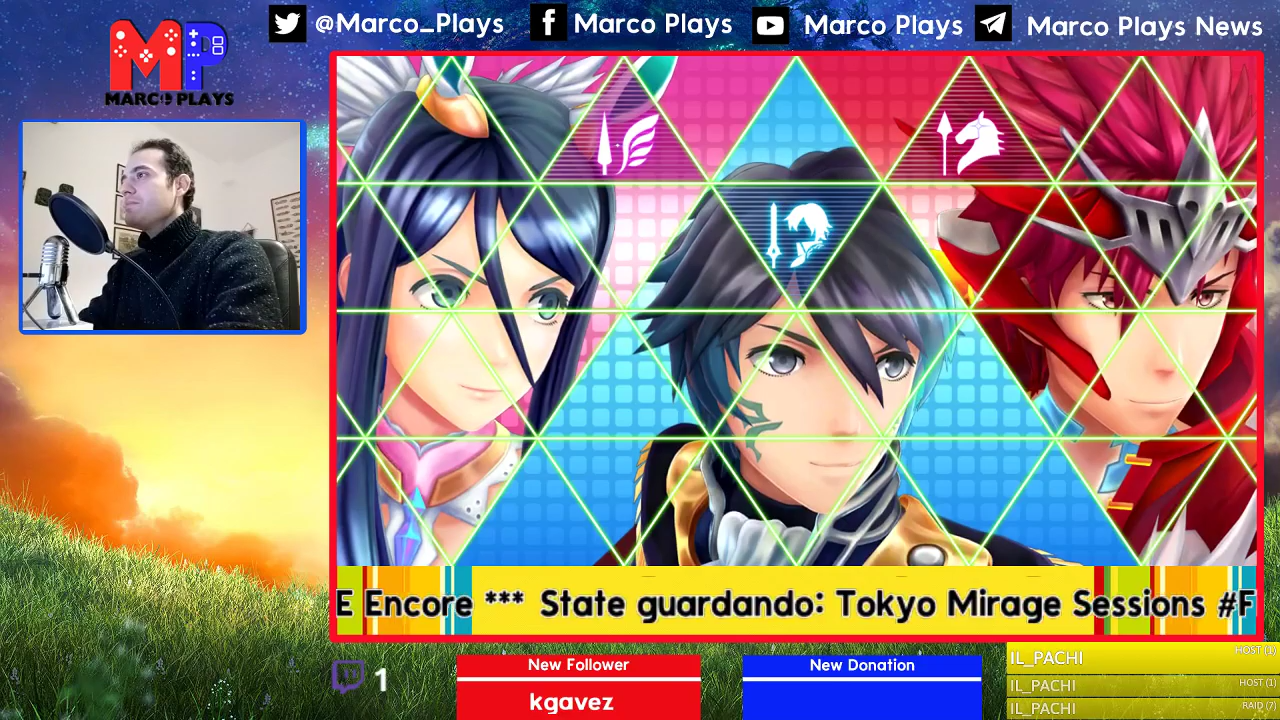 @Marco_Plays
Marco Plays
Marco Plays
Marco Plays News
MP
MARCO PLAYS
E Encore *** State guardando: Tokyo Mirage Sessions #F
1
New Follower
kgavez
New Donation
IL_PACHI
HOST (1)
IL_PACHI
HOST (1)
IL_PACHI
RAID (7)